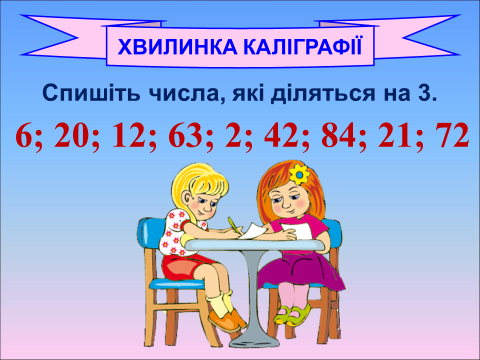 ХВИЛИНКА КАЛІГРАФІЇ
Спишіть числа, які діляться на 3.
6; 20; 12; 63; 2; 42; 84; 21; 72